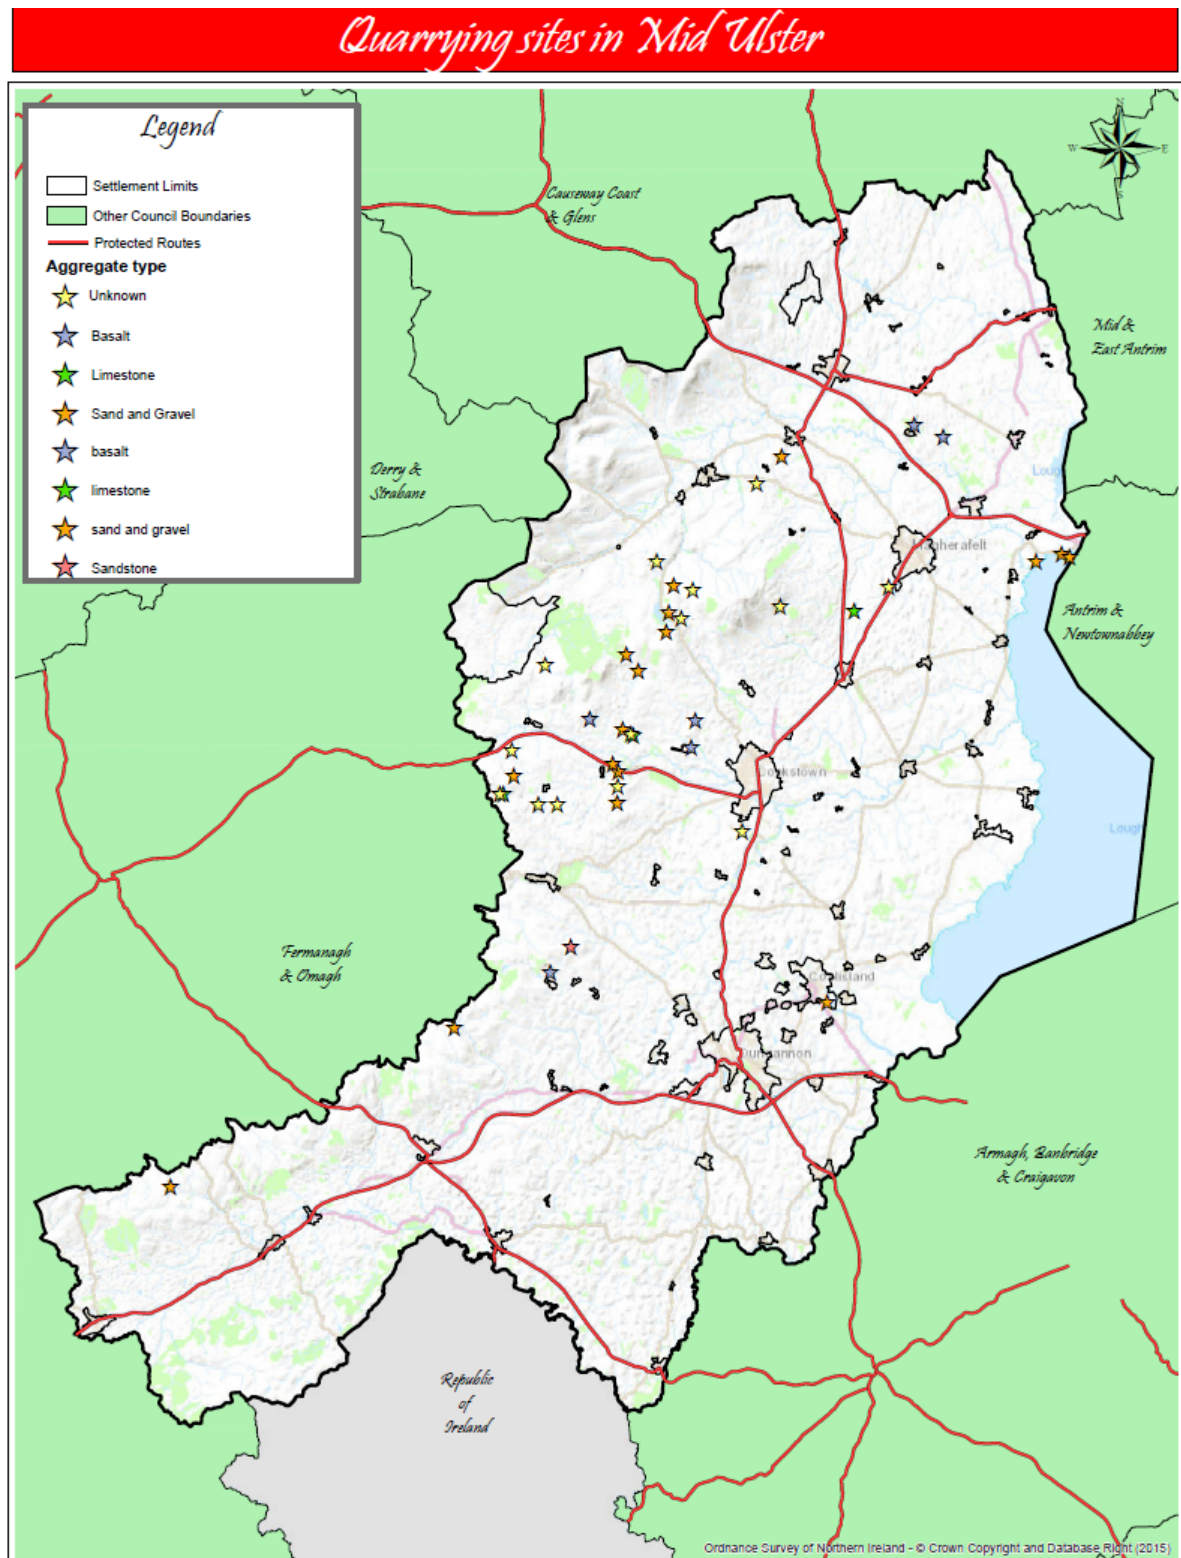 Quarrying sites in Mid Ulster
Legend
Settlement Limits
Other Council Boundaries
Protected Routes
Aggregate type
Unknown
Basalt
Limestone
Sand and Gravel
basalt
limestone
sand and gravel
Sandstone
N
W
E
S
Causeway Coast
& Glens
Mid &
East Antrim
Derry &
Strabane
Lough
Magherafelt
Antrim &
Newtownabbey
Cookstown
Lough
Fermanagh
& Omagh
Coalisland
Dungannon
Armagh, Banbridge
& Craigavon
Republic
of
Ireland
Ordnance Survey of Northern Ireland - © Crown Copyright and Database Right (2015)